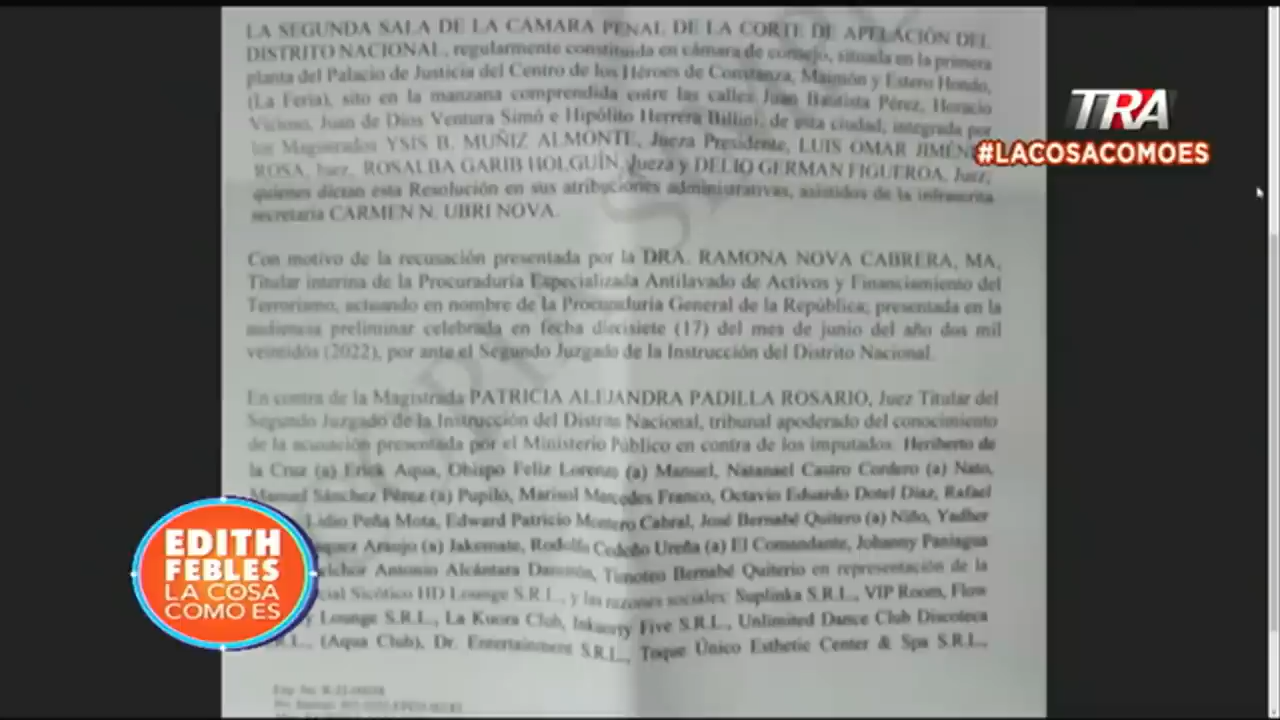 LA SEGUNDA SALA DE LA CÁMARA PENAL DE LA CORTE DE APELACIÓN DEL
DISTRITO NACIONAL, regularmente constituida en cámara de consejo, situada en la primera
planta del Palacio de Justicia del Centro de los Héroes de Constanza, Maimón y Estero Hondo,
(La Feria), sito en la manzana comprendida entre las calles Juan Bautista Pérez, Horacio
Vicioso, Juan de Dios Ventura Simó e Hipólito Herrera Billini, de esta ciudad, integrada por
los Magistrados YSIS B. MUÑIZ ALMONTE, Jueza Presidente, LUIS OMAR
ROSA, Juez, ROSALBA GARIB HOLGUÍN, Jueza y DELIO GERMAN FIGUEROA, Juez,
quienes dictan esta Resolución en sus atribuciones administrativas, asistidos de la infrascrita
secretaria CARMEN N. UBRI NOVA.
Con motivo de la recusación presentada por la DRA. RAMONA NOVA CABRERA, MA,
Titular interina de la Procuraduría Especializada Antilavado de Activos y Financiamiento del
Terrorismo, actuando en nombre de la Procuraduría General de la República; presentada en la
audiencia preliminar celebrada en fecha diecisiete (17) del mes de junio del año dos mil
veintidós (2022), por ante el Segundo Juzgado de la Instrucción del Distrito Nacional.
En contra de la Magistrada PATRICIA ALEJANDRA PADILLA ROSARIO, Juez Titular del
Segundo Juzgado de la Instrucción del Distrito Nacional, tribunal apoderado del conocimiento
de la acusación presentada por el Ministerio Público en contra de los imputados: Heriberto de
la Cruz (a) Erick Aqua, Obispo Feliz Lorenzo (a) Manuel, Natanael Castro Cordero (a) Nato,
Manuel Sánchez Pérez (a) Pupilo, Marisol Mercedes Franco, Octavio Eduardo Dotel Díaz, Rafael
Lidio Peña Mota, Edward Patricio Montero Cabral, José Bernabé Quitero (a) Niño, Yadher
Araujo (a) Jakemate, Rodolfo Cedeño Ureña (a) El Comandante, Johanny Paniagua
Antonio Alcántara Timoteo Bernabé Quiterio en representación de la
Sicótico HD Lounge S.R.L., y las razones sociales: Suplinka S.R.L., VIP Room, Flow
Lounge S.R.L., La Kuora Club, Five S.R.L., Unlimited Dance Club Discoteca
(Aqua Club), Dr. Entertainment S.R.L., Toque Único Esthetic Center & Spa S.R.L.,
TRA
#LACOSACOMOES
EDITH
FEBLES
LA COSA
COMO ES